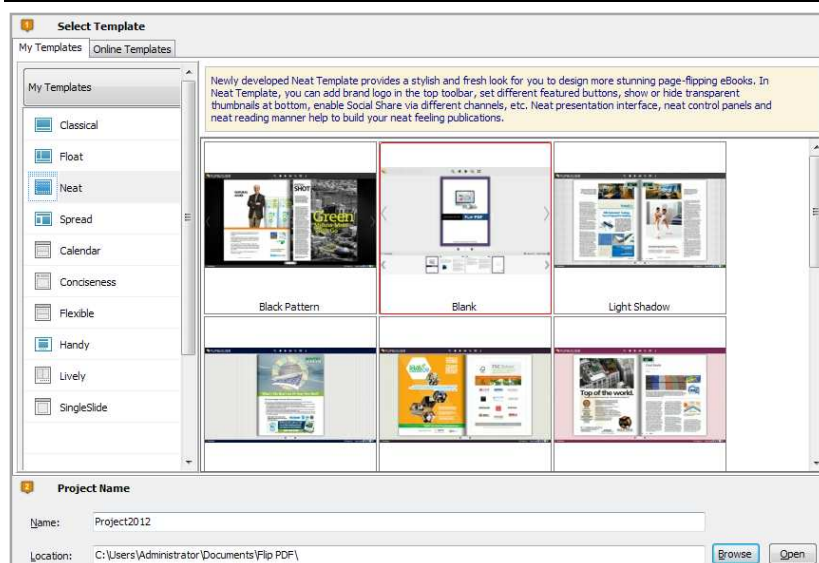 1 Select Template
My Templates Online Templates
My Templates
Classical
Float
Neat
Spread
Calendar
Conciseness
Flexible
Handy
Lively
SingleSlide
Newly developed Neat Template provides a stylish and fresh look for you to design more stunning page-flipping eBooks. In
Neat Template, you can add brand logo in the top toolbar, set different featured buttons, show or hide transparent
thumbnails at bottom, enable Social Share via different channels, etc. Neat presentation interface, neat control panels and
neat reading manner help to build your neat feeling publications.
SHOT
Green
FLIP PDF
Black Pattern Blank Light Shadow
Top of the world.
2 Project Name
Name: Project2012
Location: C:\Users\Administrator\Documents\Flip PDF\ Browse Open